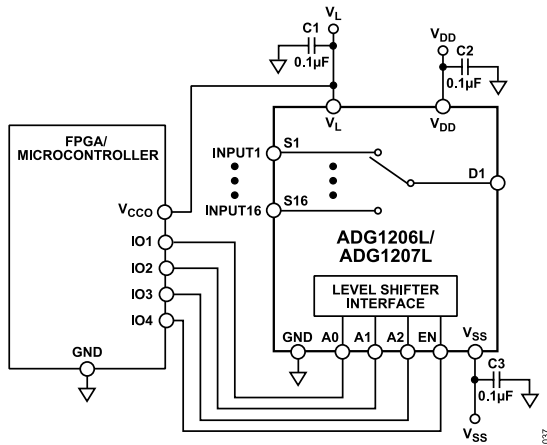 VL
C1
0.1µF
VDD
C2
0.1µF
VL
VDD
FPGA/
MICROCONTROLLER
VCCO
IO1
IO2
IO3
IO4
GND
INPUT1
S1
INPUT16
S16
D1
ADG1206L/
ADG1207L
LEVEL SHIFTER
INTERFACE
GND
A0
A1
A2
EN
VSS
C3
0.1µF
VSS
037